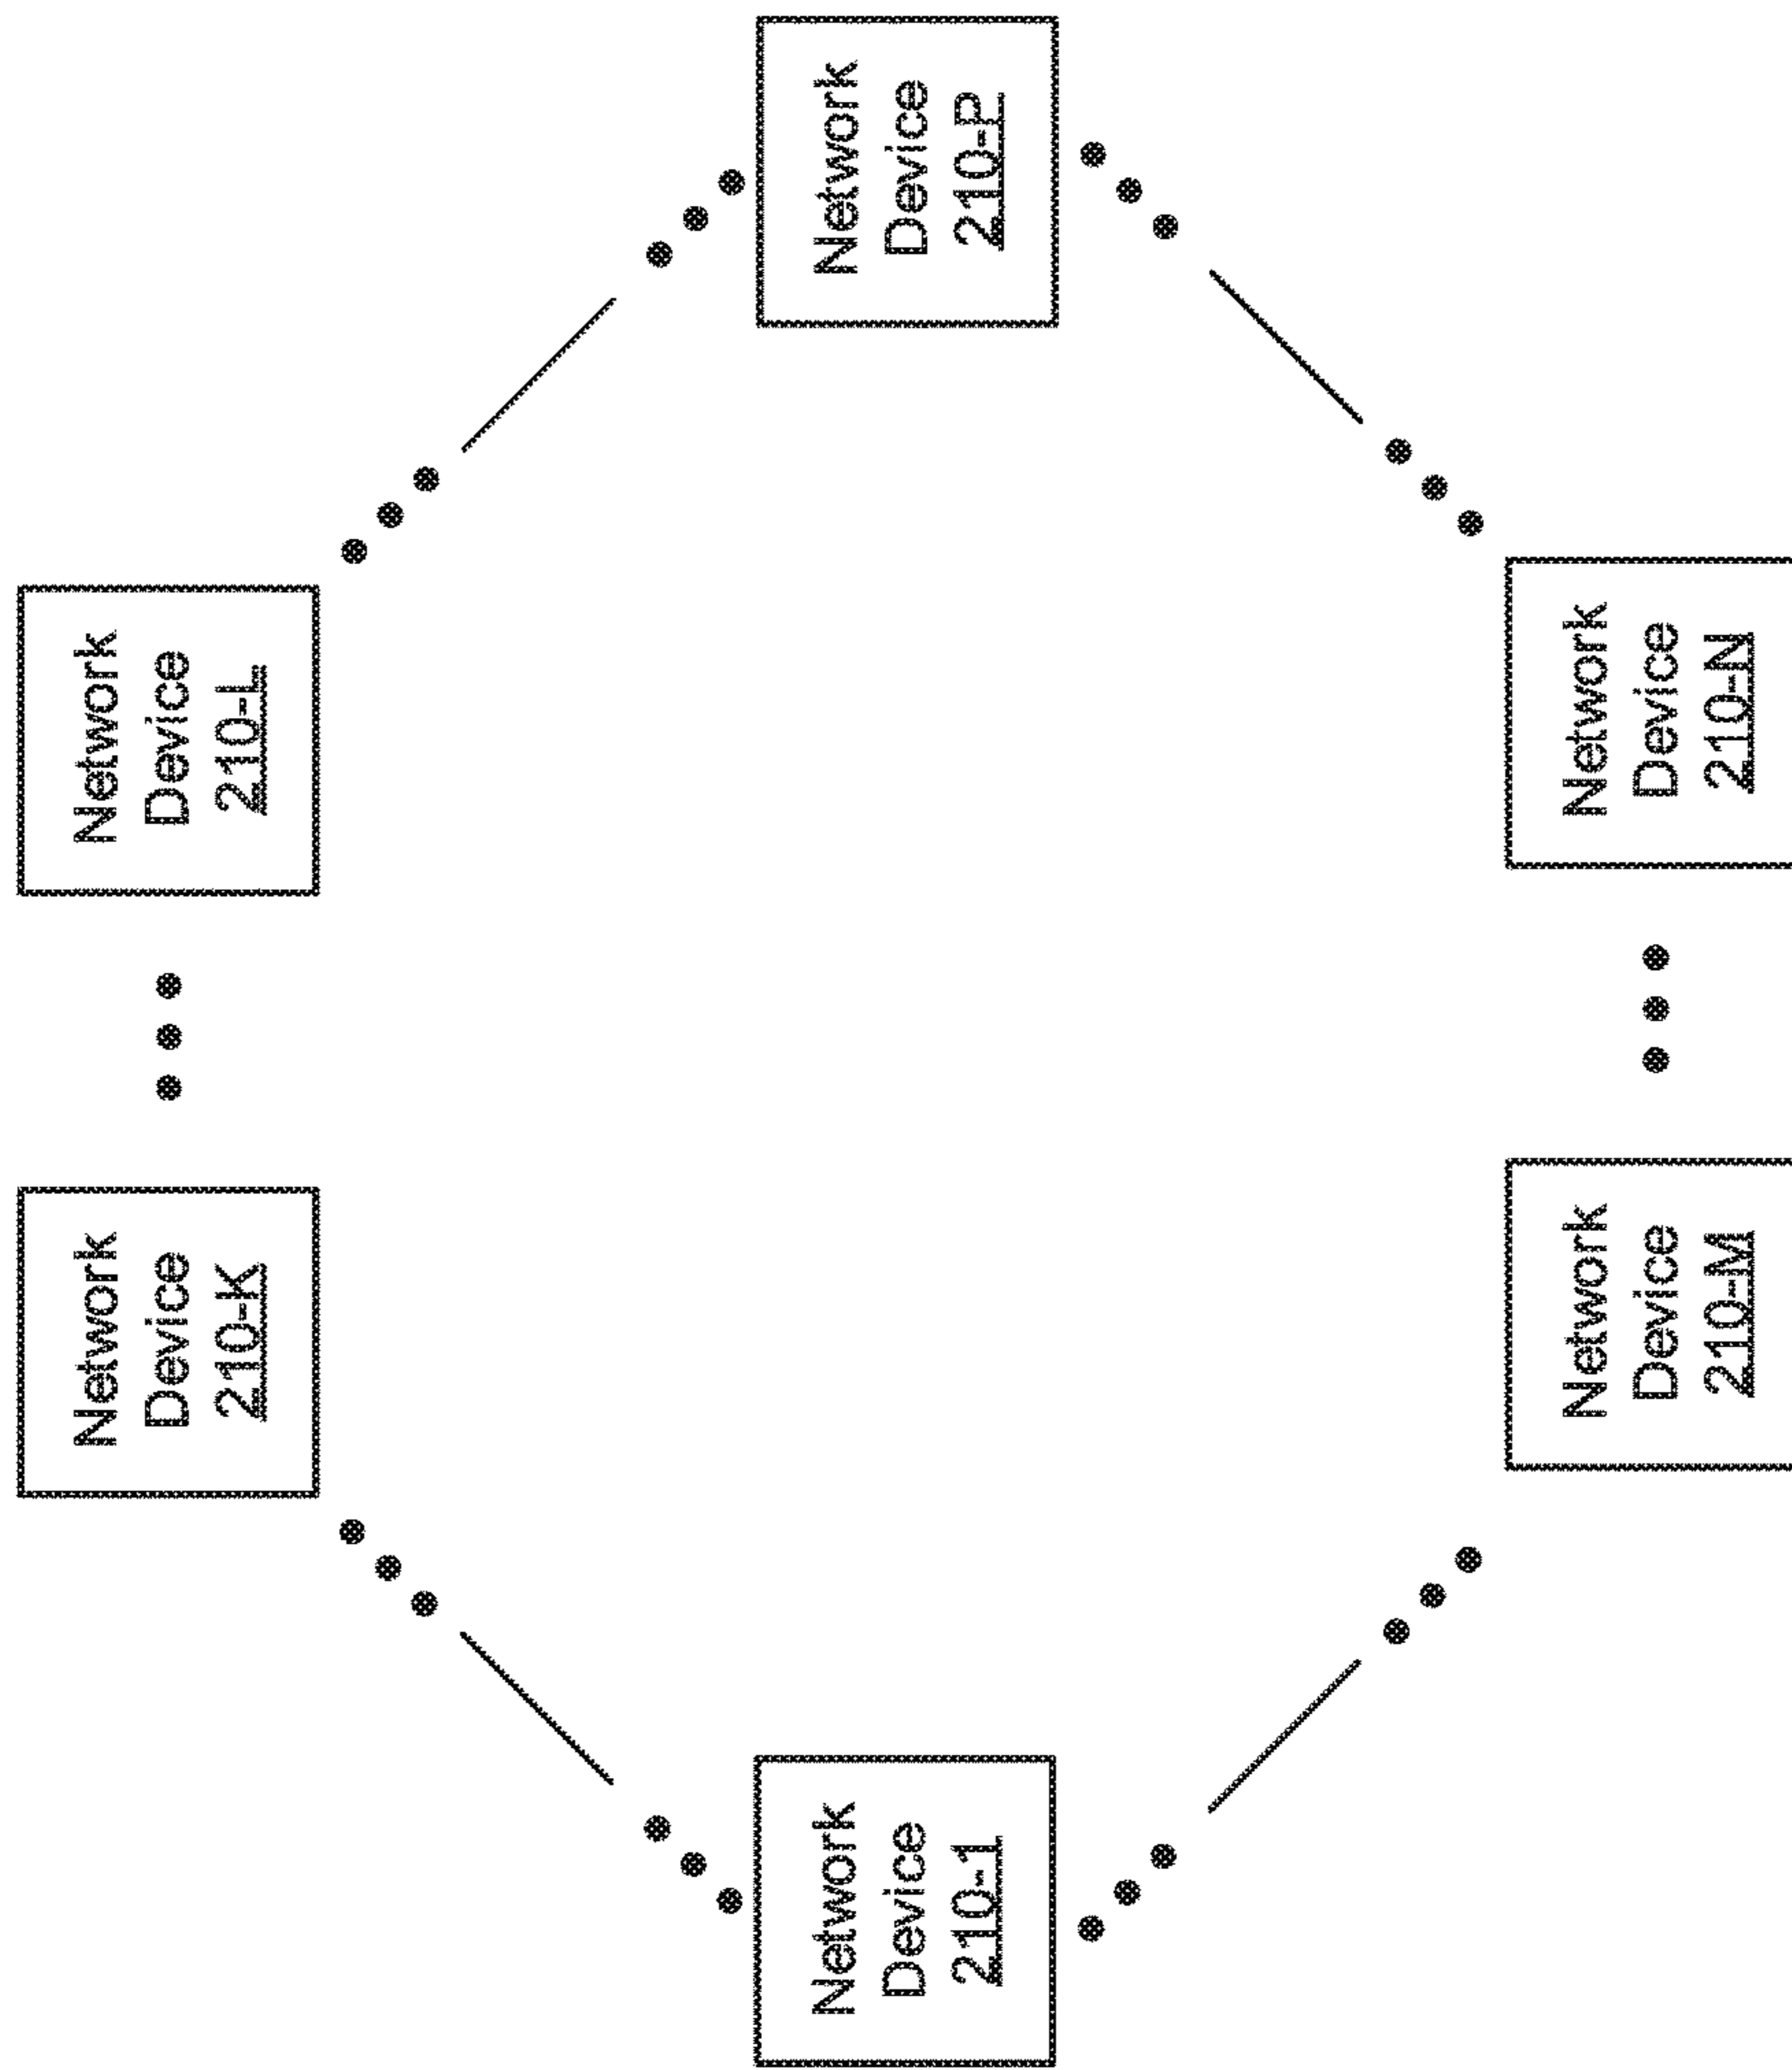 Network
Device
210-K
Network
Device
210-L
Network
Device
210-1
Network
Device
210-P
Network
Device
210-M
Network
Device
210-N